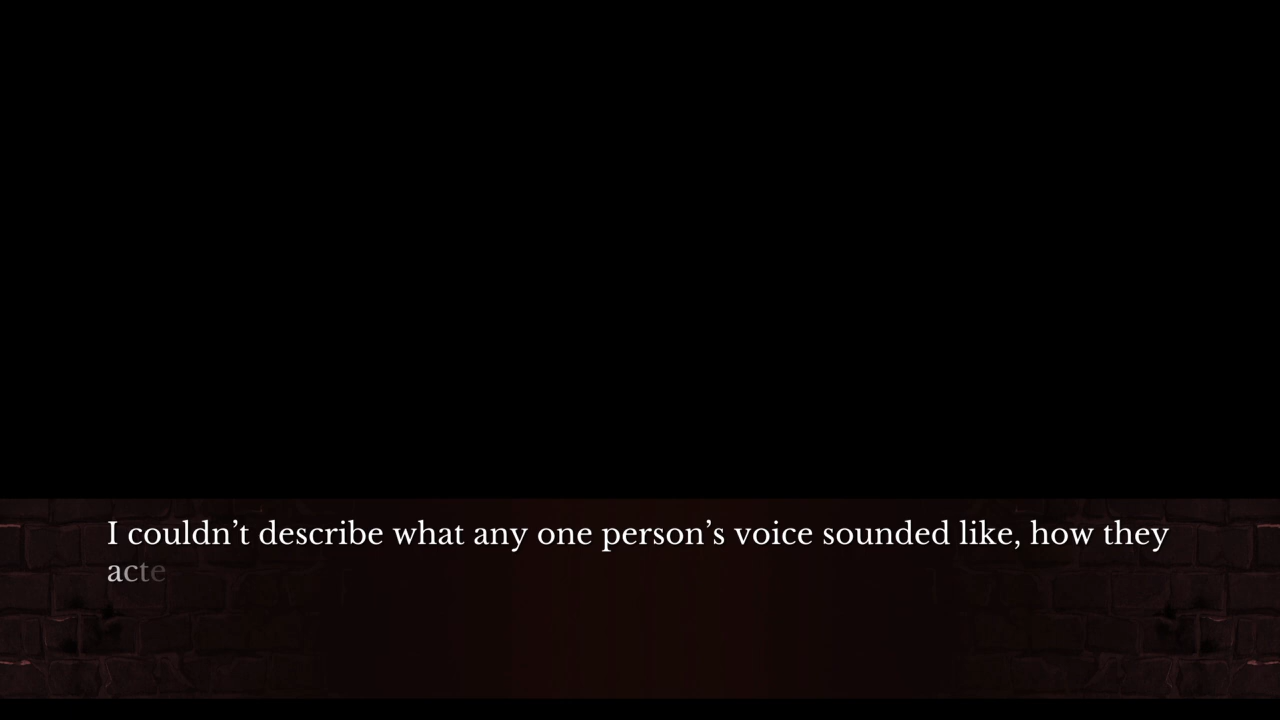 I couldn’t describe what any one person’s voice sounded like, how they
acte